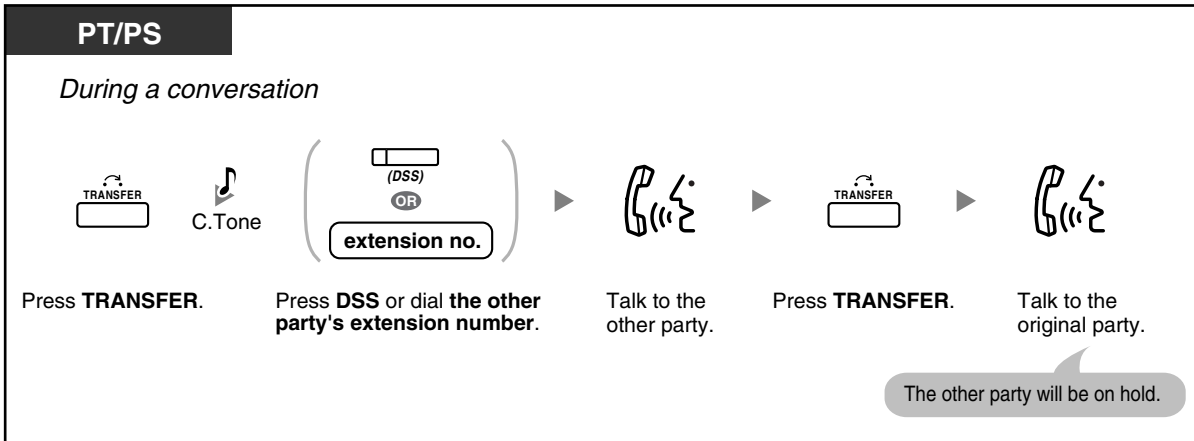 PT/PS
During a conversation
TRANSFER
C.Tone
(DSS)
OR
extension no.
TRANSFER
Press TRANSFER.
Press DSS or dial the other
party's extension number.
Talk to the
other party.
Press TRANSFER.
Talk to the
original party.
The other party will be on hold.